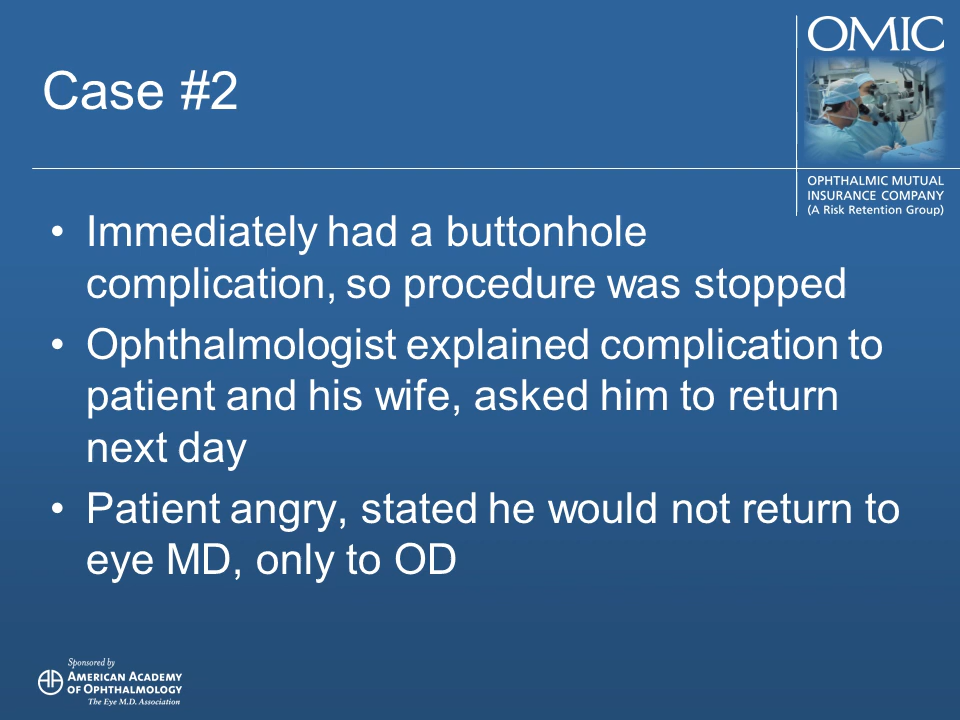 OMIC
Case #2
OPHTHALMIC MUTUAL
INSURANCE COMPANY
(A Risk Retention Group)
• Immediately had a buttonhole
complication, so procedure was stopped
• Ophthalmologist explained complication to
patient and his wife, asked him to return
next day
• Patient angry, stated he would not return to
eye MD, only to OD
Sponsored by
AMERICAN ACADEMY
OF OPHTHALMOLOGY
The Eye M.D. Association